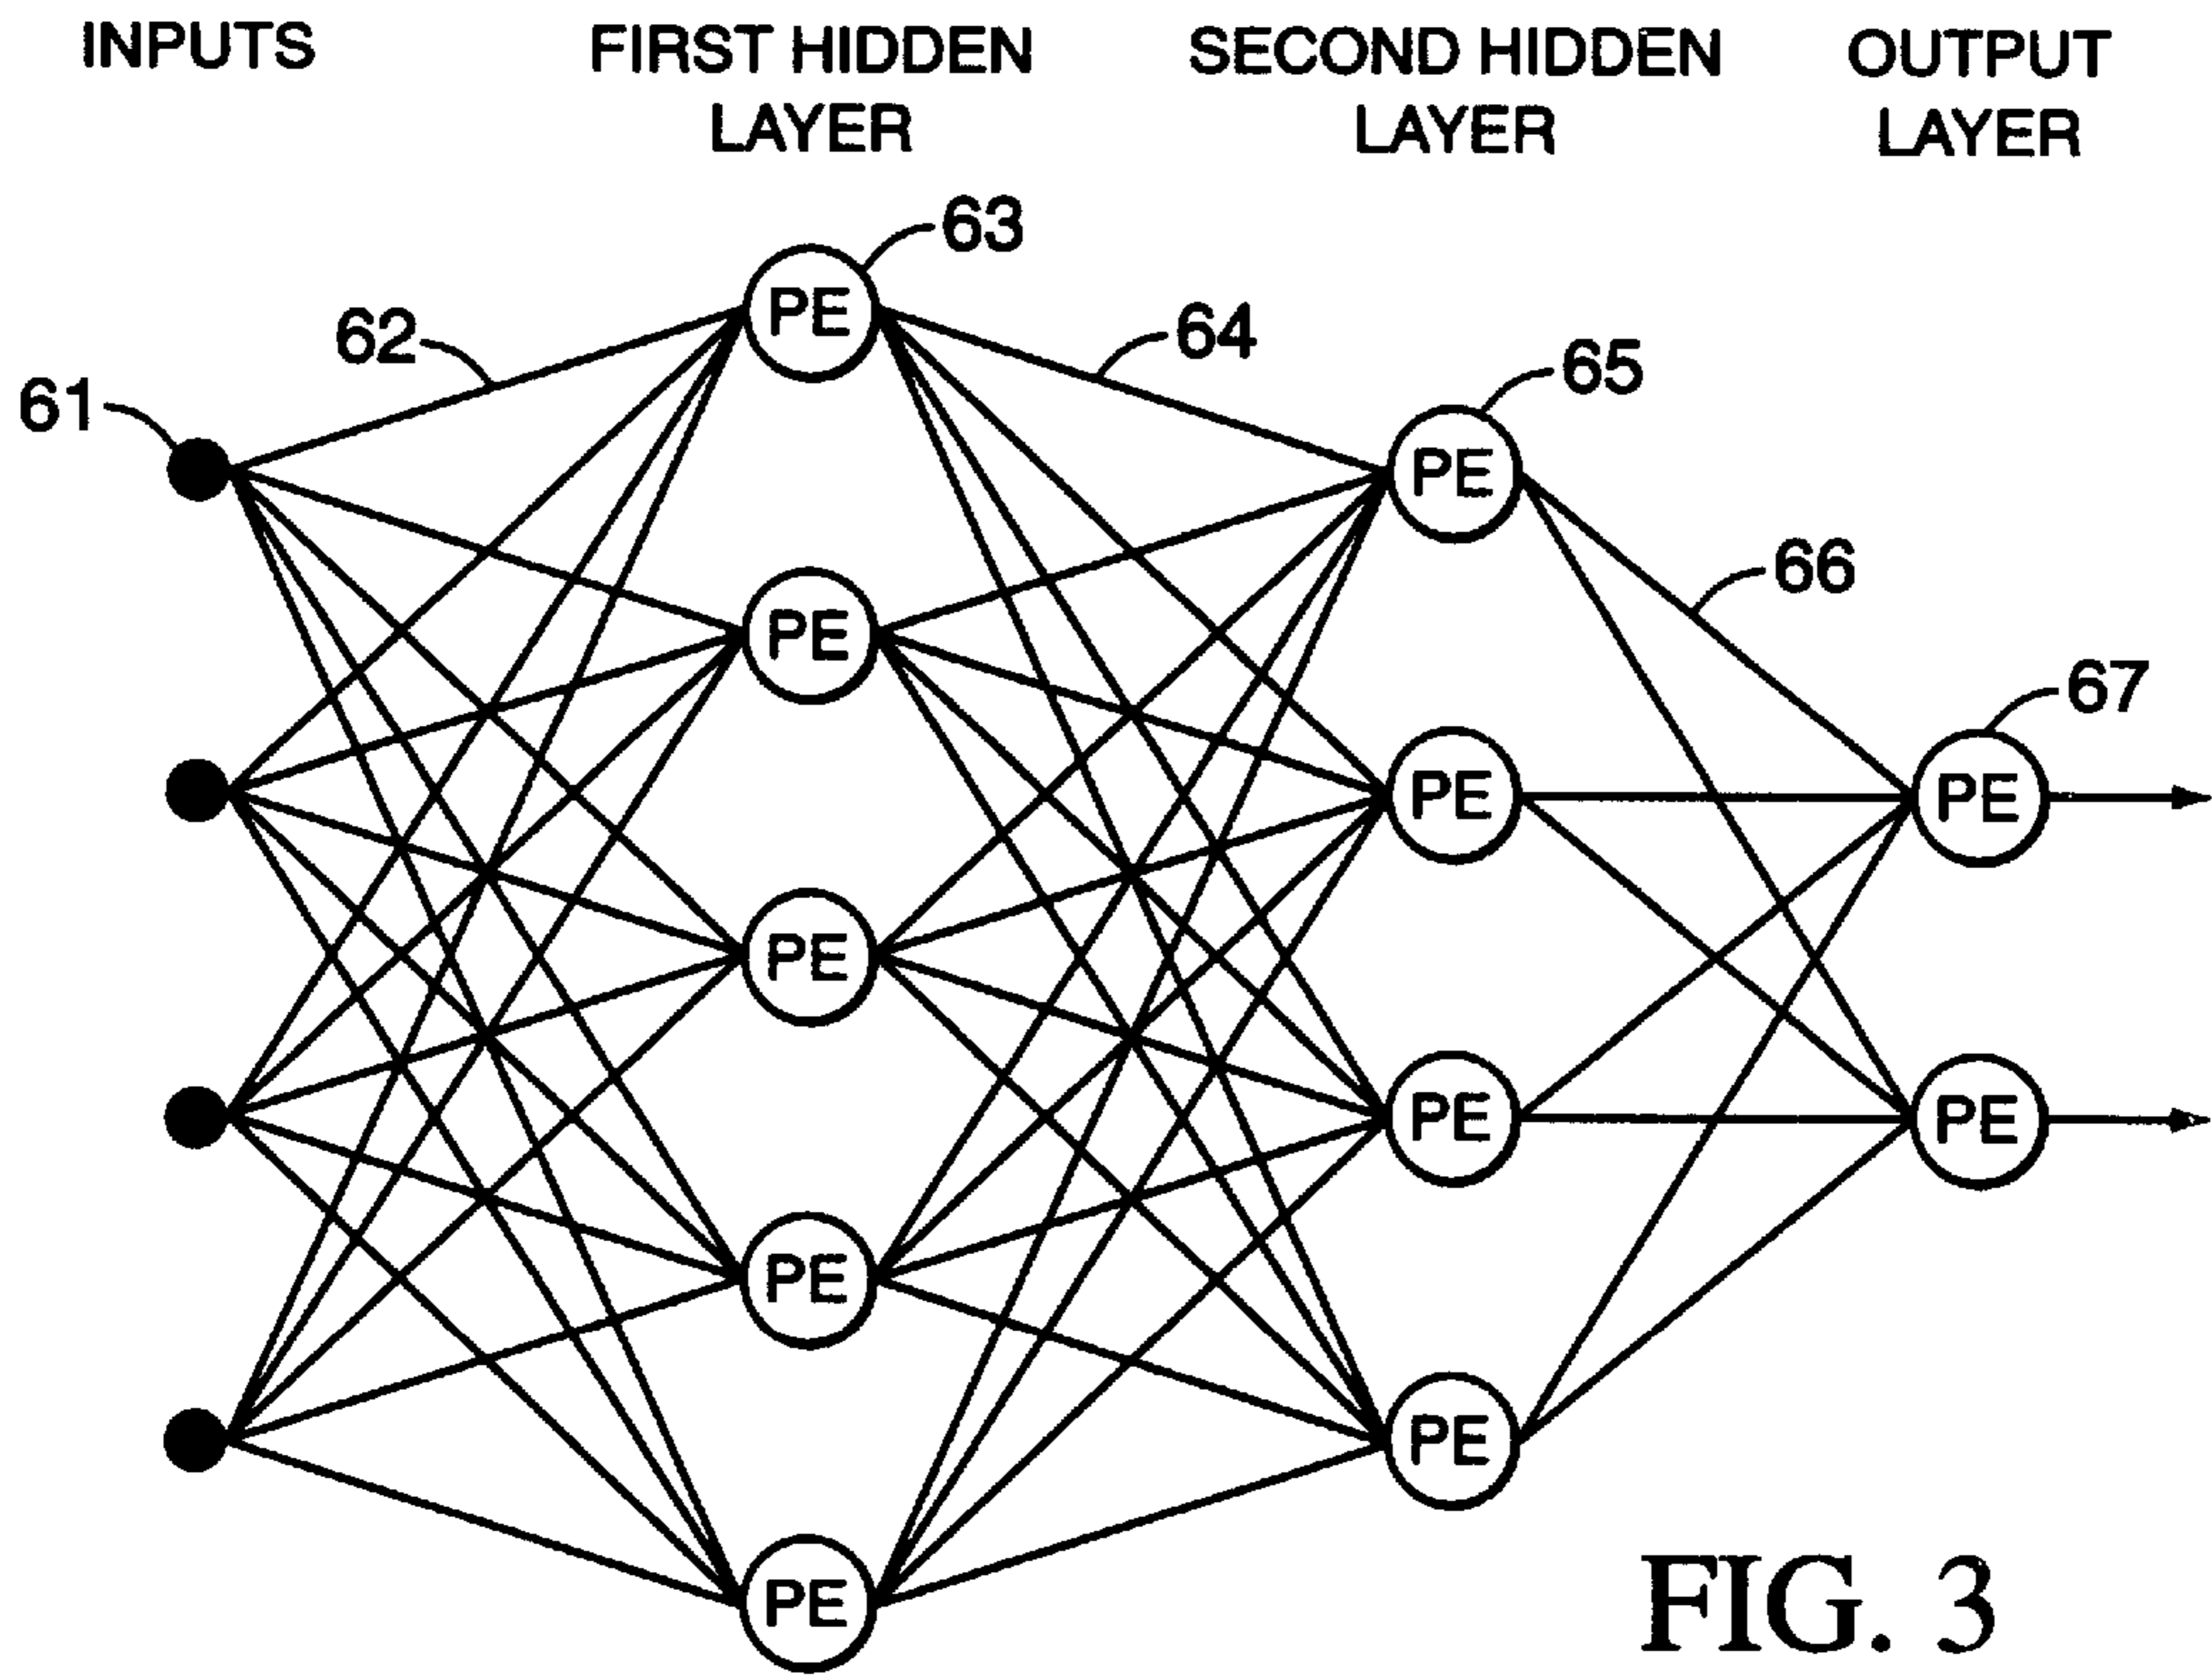 INPUTS
FIRST HIDDEN
LAYER
SECOND HIDDEN
LAYER
OUTPUT
LAYER
63
62
64
61
65
66
67
PE
PE
PE
PE
PE
PE
PE
PE
PE
PE
PE
FIG. 3